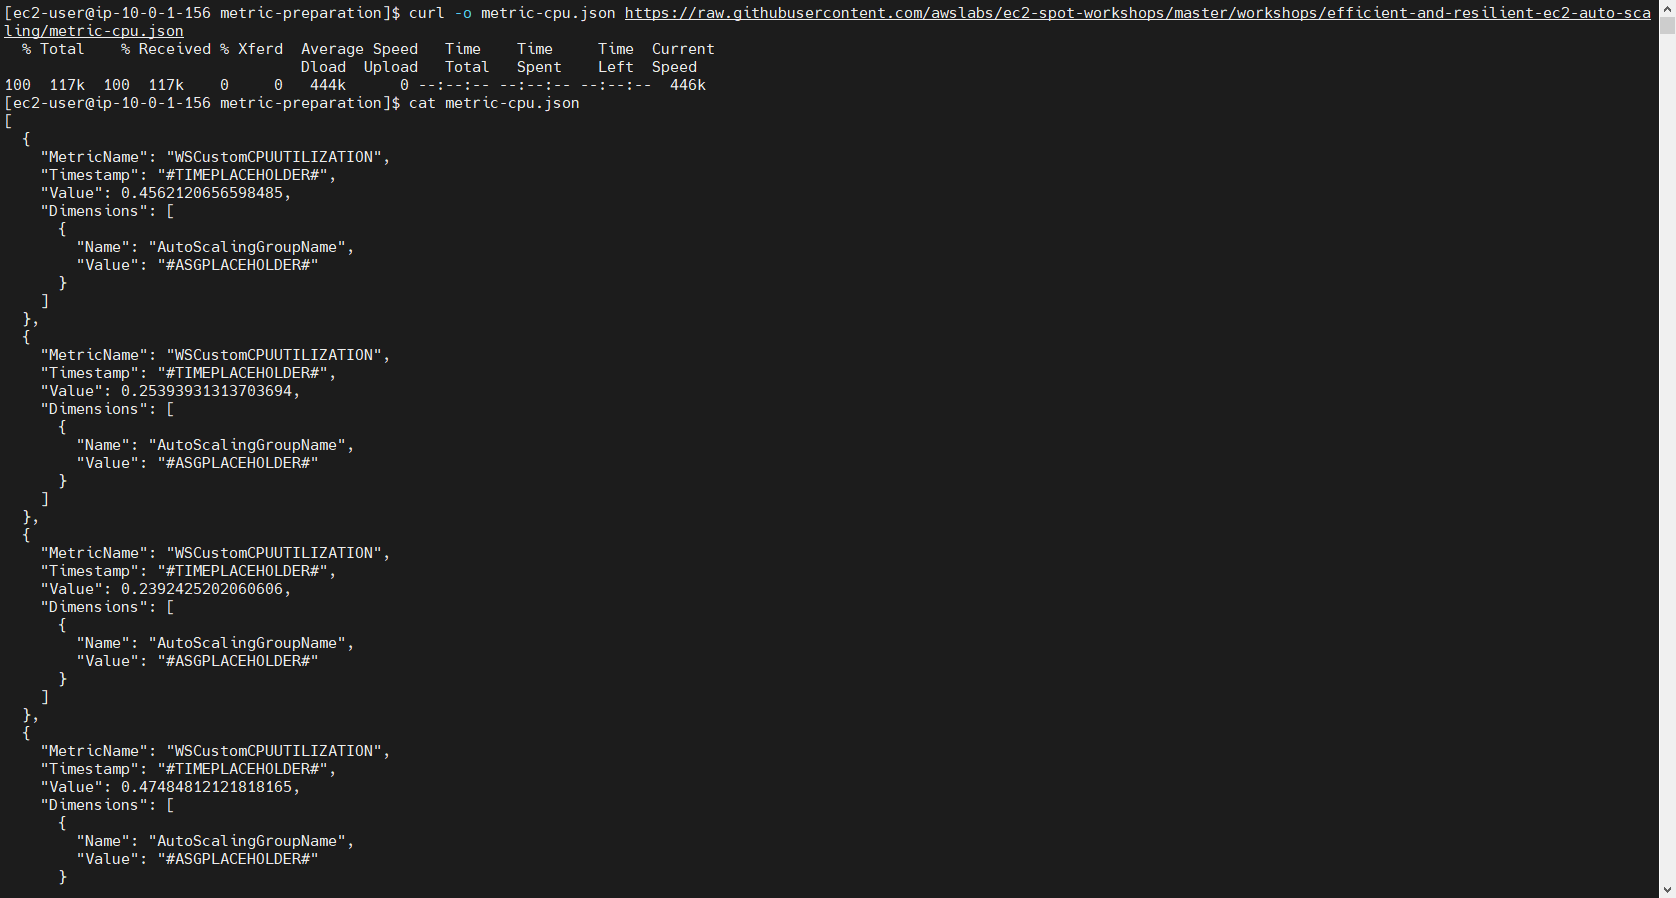 [ec2-user@ip-10-0-1-156 metric-preparation]$ curl -o metric-cpu.json https://raw.githubusercontent.com/awslabs/ec2-spot-workshops/master/workshops/efficient-and-resilient-ec2-auto-sca
ling/metric-cpu.json
  % Total    % Received % Xferd  Average Speed   Time    Time     Time  Current
                                 Dload  Upload   Total   Spent    Left  Speed
100  117k  100  117k    0     0   444k      0 --:--:-- --:--:-- --:--:--  446k
[ec2-user@ip-10-0-1-156 metric-preparation]$ cat metric-cpu.json
[
  {
    "MetricName": "WSCustomCPUUTILIZATION",
    "Timestamp": "#TIMEPLACEHOLDER#",
    "Value": 0.4562120656598485,
    "Dimensions": [
      {
        "Name": "AutoScalingGroupName",
        "Value": "#ASGPLACEHOLDER#"
      }
    ]
  },
  {
    "MetricName": "WSCustomCPUUTILIZATION",
    "Timestamp": "#TIMEPLACEHOLDER#",
    "Value": 0.25393931313703694,
    "Dimensions": [
      {
        "Name": "AutoScalingGroupName",
        "Value": "#ASGPLACEHOLDER#"
      }
    ]
  },
  {
    "MetricName": "WSCustomCPUUTILIZATION",
    "Timestamp": "#TIMEPLACEHOLDER#",
    "Value": 0.2392425202060606,
    "Dimensions": [
      {
        "Name": "AutoScalingGroupName",
        "Value": "#ASGPLACEHOLDER#"
      }
    ]
  },
  {
    "MetricName": "WSCustomCPUUTILIZATION",
    "Timestamp": "#TIMEPLACEHOLDER#",
    "Value": 0.47484812121818165,
    "Dimensions": [
      {
        "Name": "AutoScalingGroupName",
        "Value": "#ASGPLACEHOLDER#"
      }